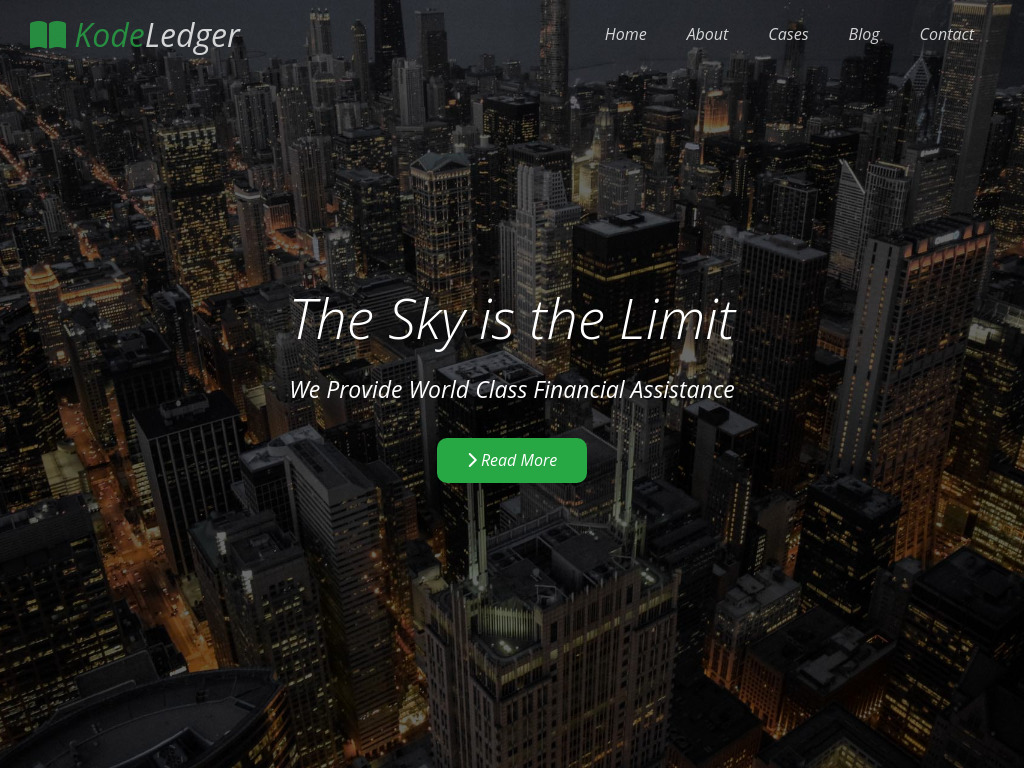 KodeLedger
Home About Cases Blog Contact
The Sky is the Limit
We Provide World Class Financial Assistance
Read More